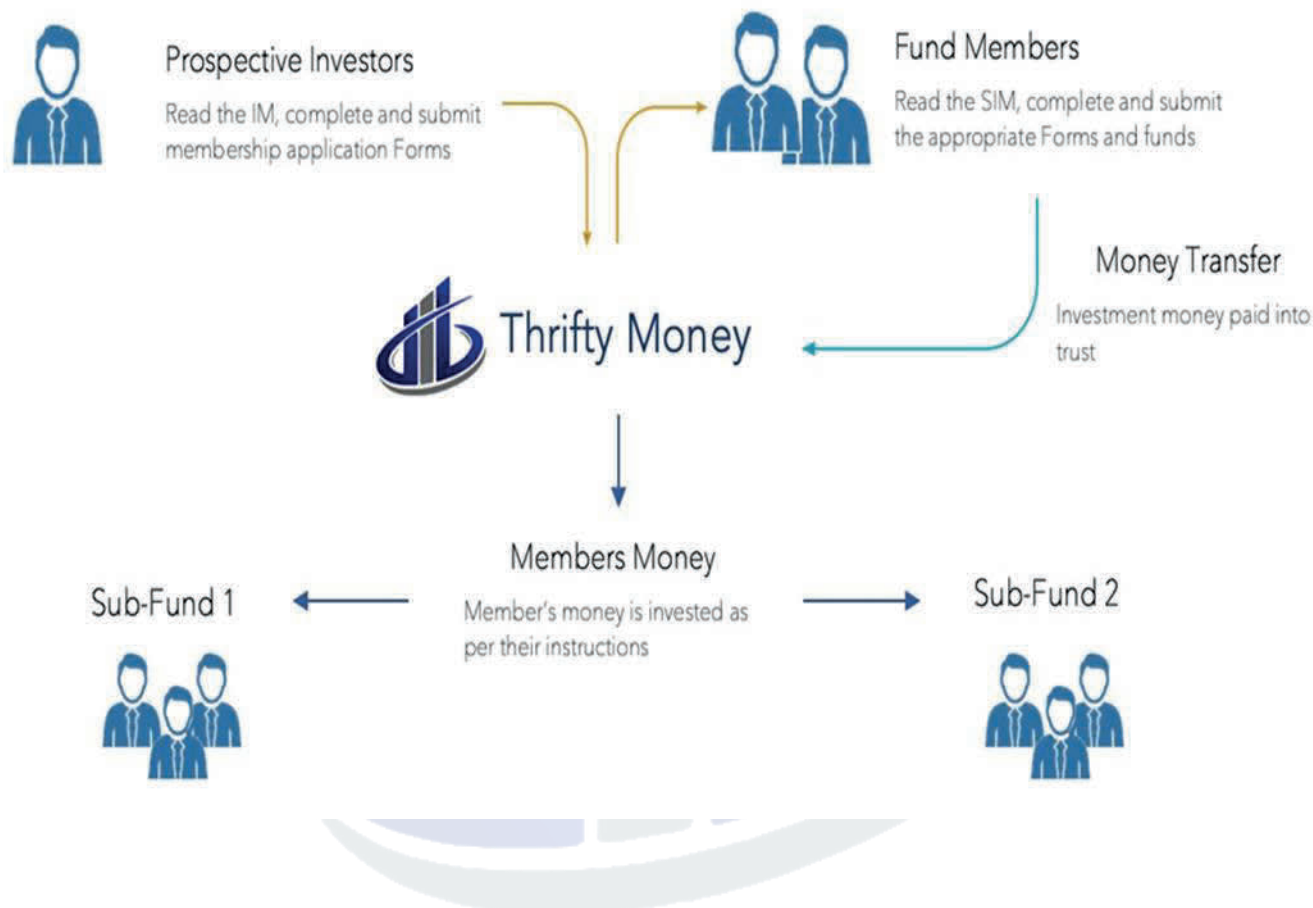 Prospective Investors
Read the IM, complete and submit
membership application Forms
Fund Members
Read the SIM, complete and submit
the appropriate Forms and funds
Money Transfer
Investment money paid into
trust
Thrifty Money
Members Money
Member's money is invested as
per their instructions
Sub-Fund 1
Sub-Fund 2